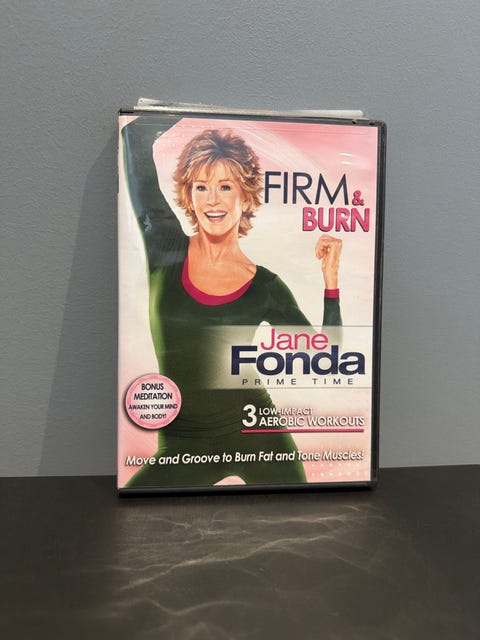 FIRM &
BURN
Jane
Fonda
PRIME TIME
BONUS
MEDITATION
AWAKEN YOUR MIND
AND BODY!
3 LOW-IMPACT
AEROBIC WORKOUTS
Move and Groove to Burn Fat and Tone Muscles!